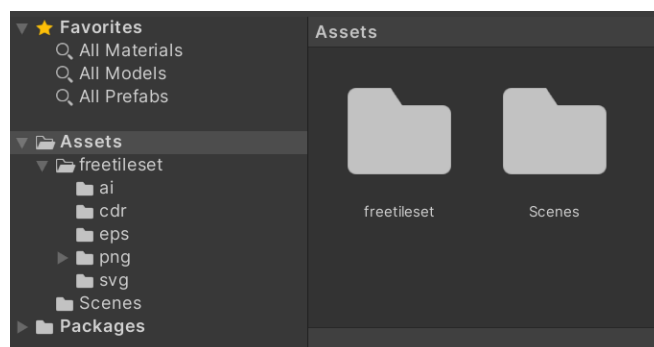 Favorites
All Materials
All Models
All Prefabs
Assets
freetileset
ai
cdr
eps
png
svg
Scenes
Packages
Assets
freetileset
Scenes